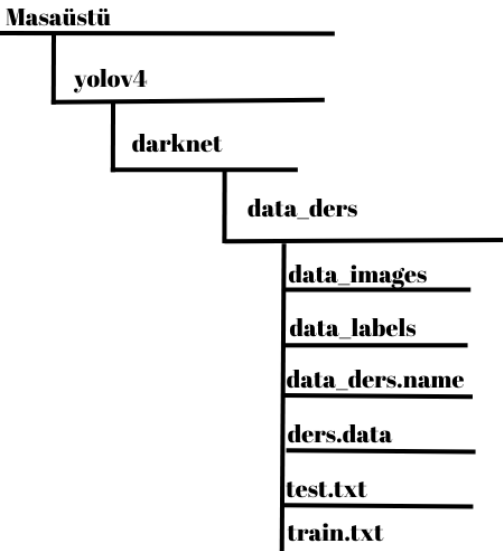 Masaüstü
yolov4
darknet
data_ders
data_images
data_labels
data_ders.name
ders.data
test.txt
train.txt